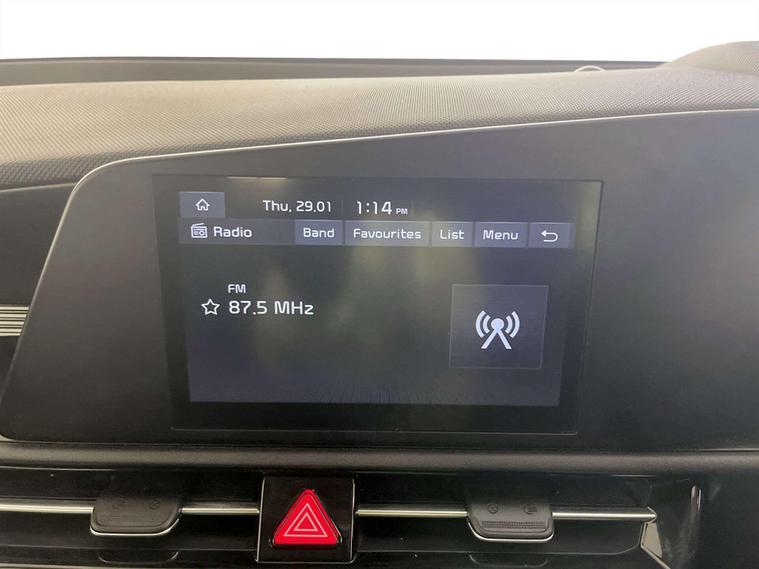 Thu, 29.01 1:14 PM
Radio Band Favourites List Menu
FM
87.5 MHz